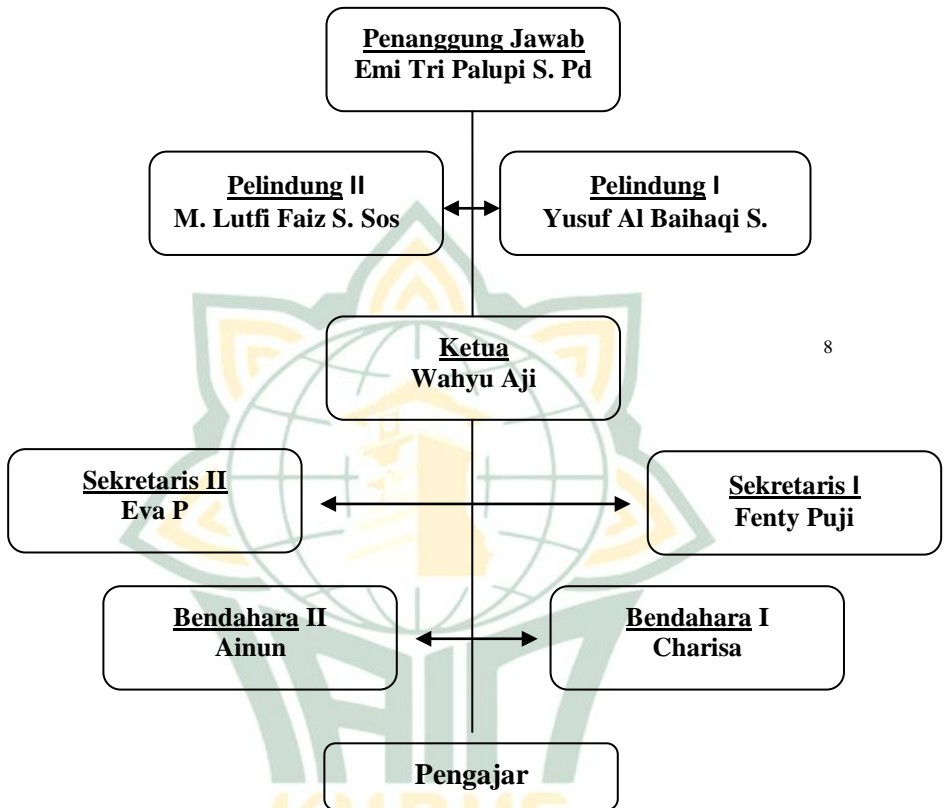 Penanggung Jawab
Emi Tri Palupi S. Pd
Pelindung II
M. Lutfi Faiz S. Sos
Pelindung I
Yusuf Al Baihaqi S.
Ketua
Wahyu Aji
8
Sekretaris II
Eva P
Sekretaris I
Fenty Puji
Bendahara II
Ainun
Bendahara I
Charisa
IAIN
Pengajar